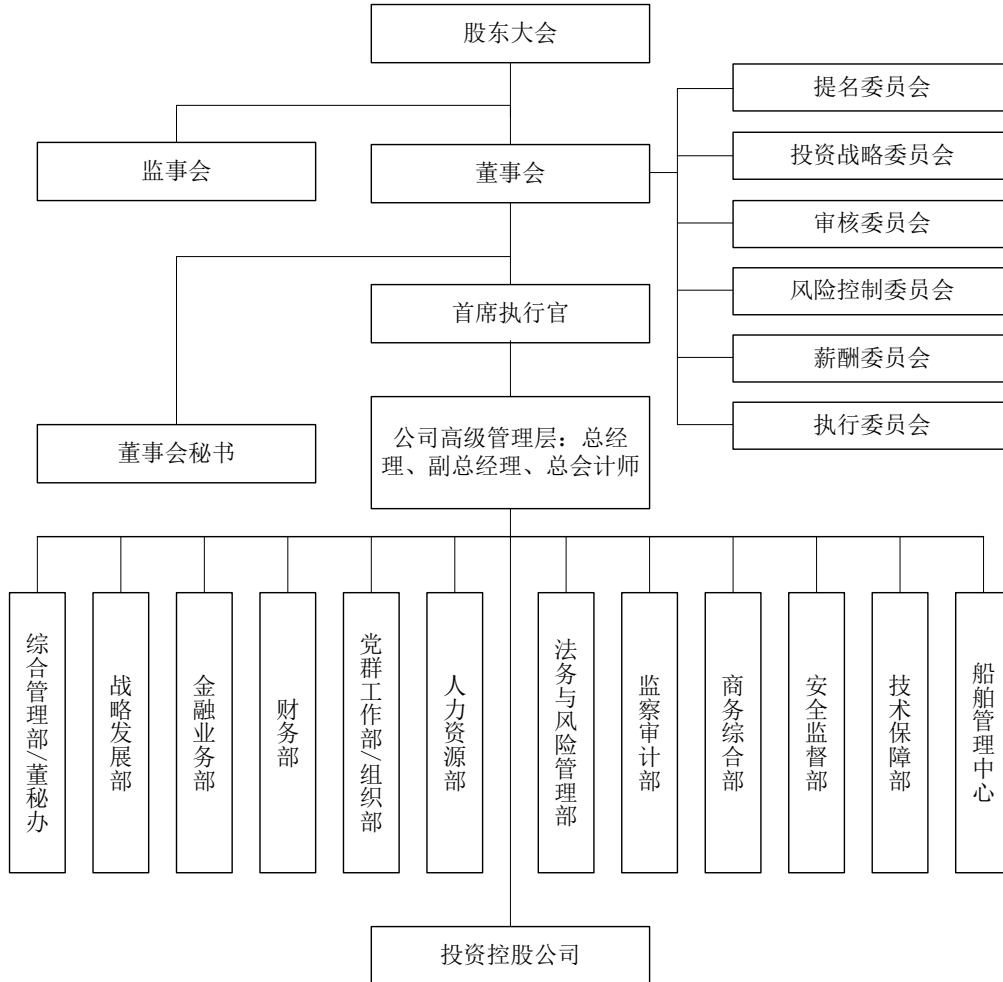 股东大会
提名委员会
监事会
董事会
投资战略委员会
审核委员会
首席执行官
风险控制委员会
薪酬委员会
董事会秘书
公司高级管理层：总经
理、副总经理、总会计师
执行委员会
综合管理部/董秘办
战略发展部
金融业务部
财务部
党群工作部/组织部
人力资源部
法务与风险管理部
监察审计部
商务综合部
安全监督部
技术保障部
船舶管理中心
投资控股公司